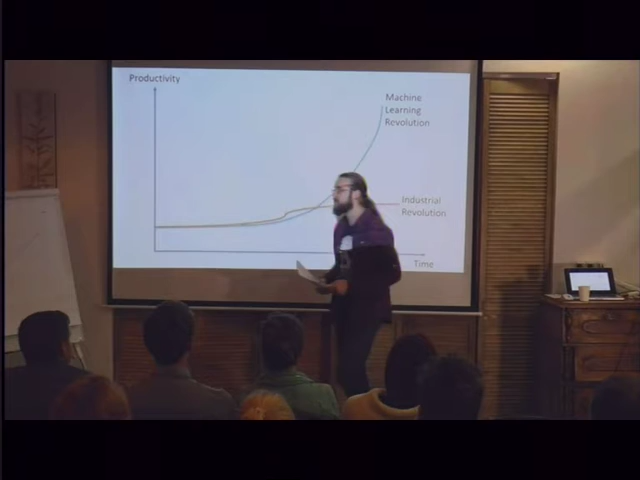 Productivity
Machine
Learning
Revolution
Industrial
Revolution
Time